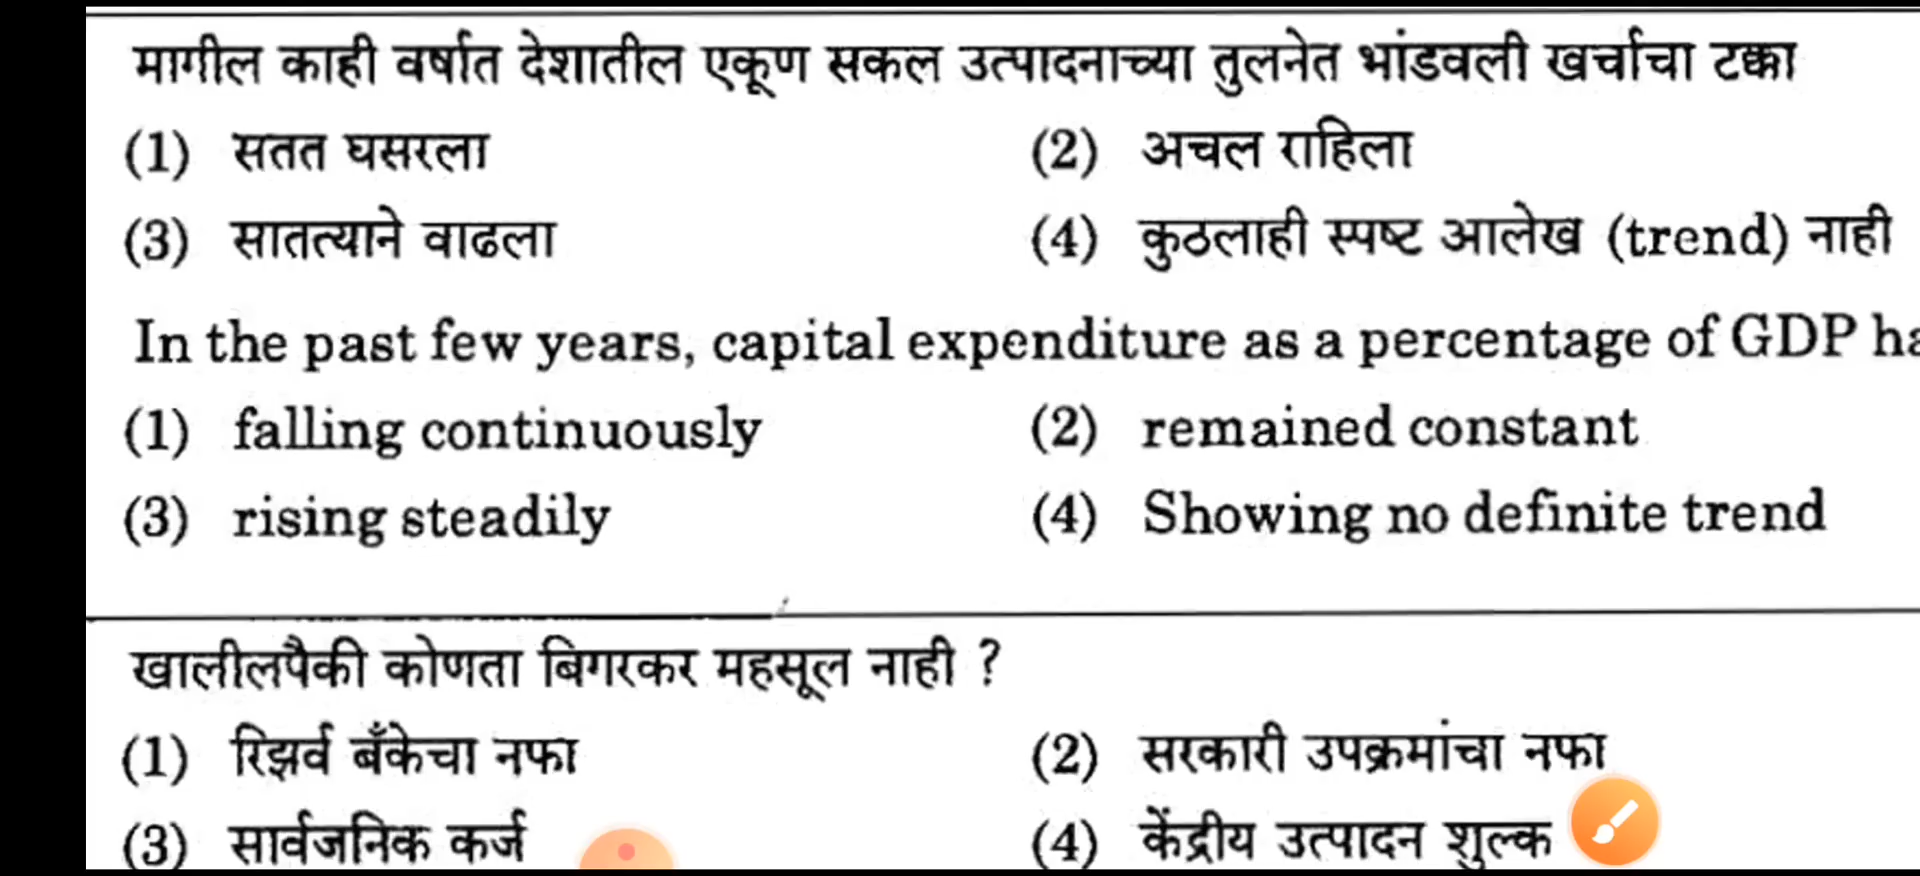 मागील काही वर्षात देशातील एकूण सकल उत्पादनाच्या तुलनेत भांडवली खर्चाचा टक्का
(1) सतत घसरला (2) अचल राहिला
(3) सातत्याने वाढला (4) कुठलाही स्पष्ट आलेख (trend) नाही
In the past few years, capital expenditure as a percentage of GDP
(1) falling continuously (2) remained constant
(3) rising steadily (4) Showing no definite trend
खालीलपैकी कोणता बिगरकर महसूल नाही ?
(1) रिझर्व बँकेचा नफा (2) सरकारी उपक्रमांचा नफा
(3) सार्वजनिक कर्ज (4) केंद्रीय उत्पादन शुल्क